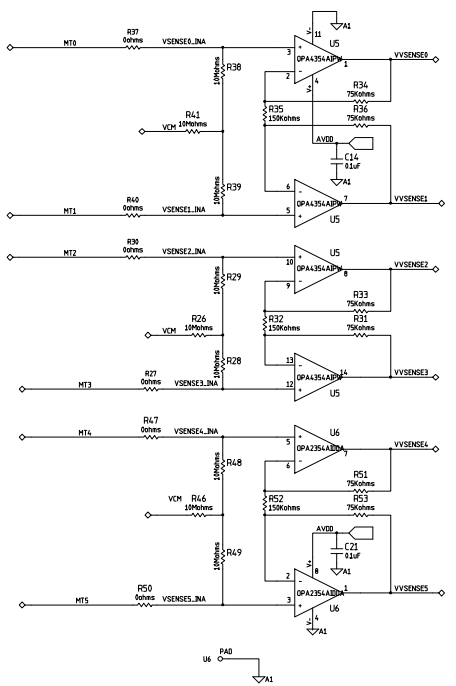 R37
0ohms
MT0
VSENSE0_INA
3
2
+
-
V-
11
A1
U5
OPA4354AIPW
1
VVSENSE0
V+
4
10Mohms
R38
R34
75Kohms
R36
75Kohms
R35
150Kohms
R41
10Mohms
VCM
AVDD
C14
0.1uF
A1
10Mohms
R39
6
-
OPA4354AIPW
7
VVSENSE1
5
+
U5
R40
0ohms
MT1
VSENSE1_INA
R30
0ohms
MT2
VSENSE2_INA
10
+
9
-
U5
OPA4354AIPW
8
VVSENSE2
10Mohms
R29
R33
75Kohms
R32
150Kohms
R31
75Kohms
R26
10Mohms
VCM
10Mohms
R28
13
-
12
+
OPA4354AIPW
14
VVSENSE3
U5
R27
0ohms
MT3
VSENSE3_INA
R47
0ohms
MT4
VSENSE4_INA
5
+
6
-
U6
OPA2354AIDDA
7
VVSENSE4
10Mohms
R48
R51
75Kohms
R52
150Kohms
R53
75Kohms
R46
10Mohms
VCM
AVDD
C21
0.1uF
A1
10Mohms
R49
V+
8
2
-
3
+
OPA2354AIDDA
1
VVSENSE5
U6
V-
4
A1
R50
0ohms
MT5
VSENSE5_INA
U6
PAD
A1